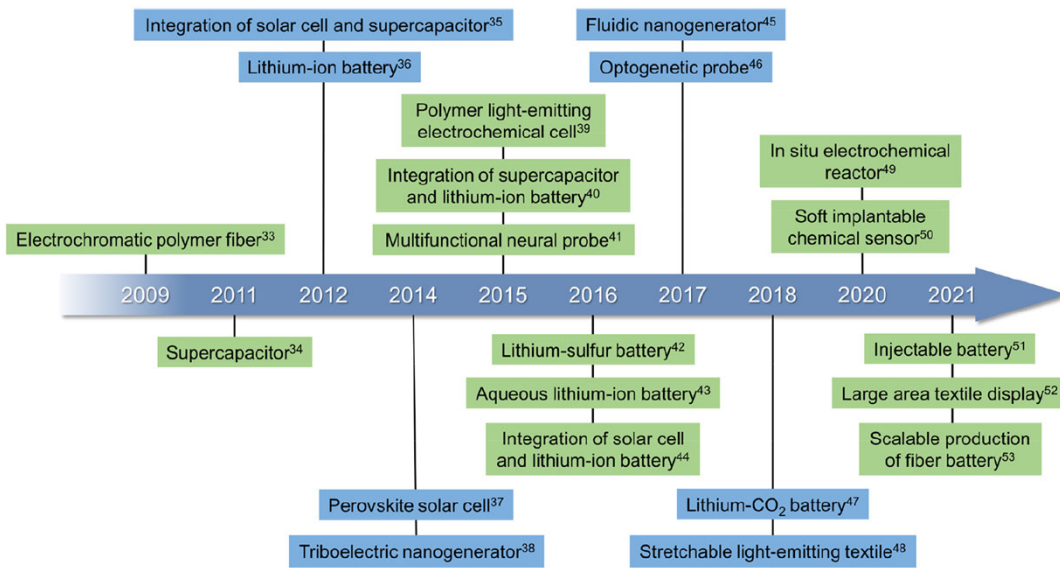 Integration of solar cell and supercapacitor³⁵
Lithium-ion battery³⁶
Fluidic nanogenerator⁴⁵
Optogenetic probe⁴⁶
Polymer light-emitting
electrochemical cell³⁹
Integration of supercapacitor
and lithium-ion battery⁴⁰
Multifunctional neural probe⁴¹
In situ electrochemical
reactor⁴⁹
Soft implantable
chemical sensor⁵⁰
Electrochromatic polymer fiber³³
2009 2011 2012 2014 2015 2016 2017 2018 2020 2021
Supercapacitor³⁴
Lithium-sulfur battery⁴²
Aqueous lithium-ion battery⁴³
Integration of solar cell
and lithium-ion battery⁴⁴
Injectable battery⁵¹
Large area textile display⁵²
Scalable production
of fiber battery⁵³
Perovskite solar cell³⁷
Triboelectric nanogenerator³⁸
Lithium-CO₂ battery⁴⁷
Stretchable light-emitting textile⁴⁸